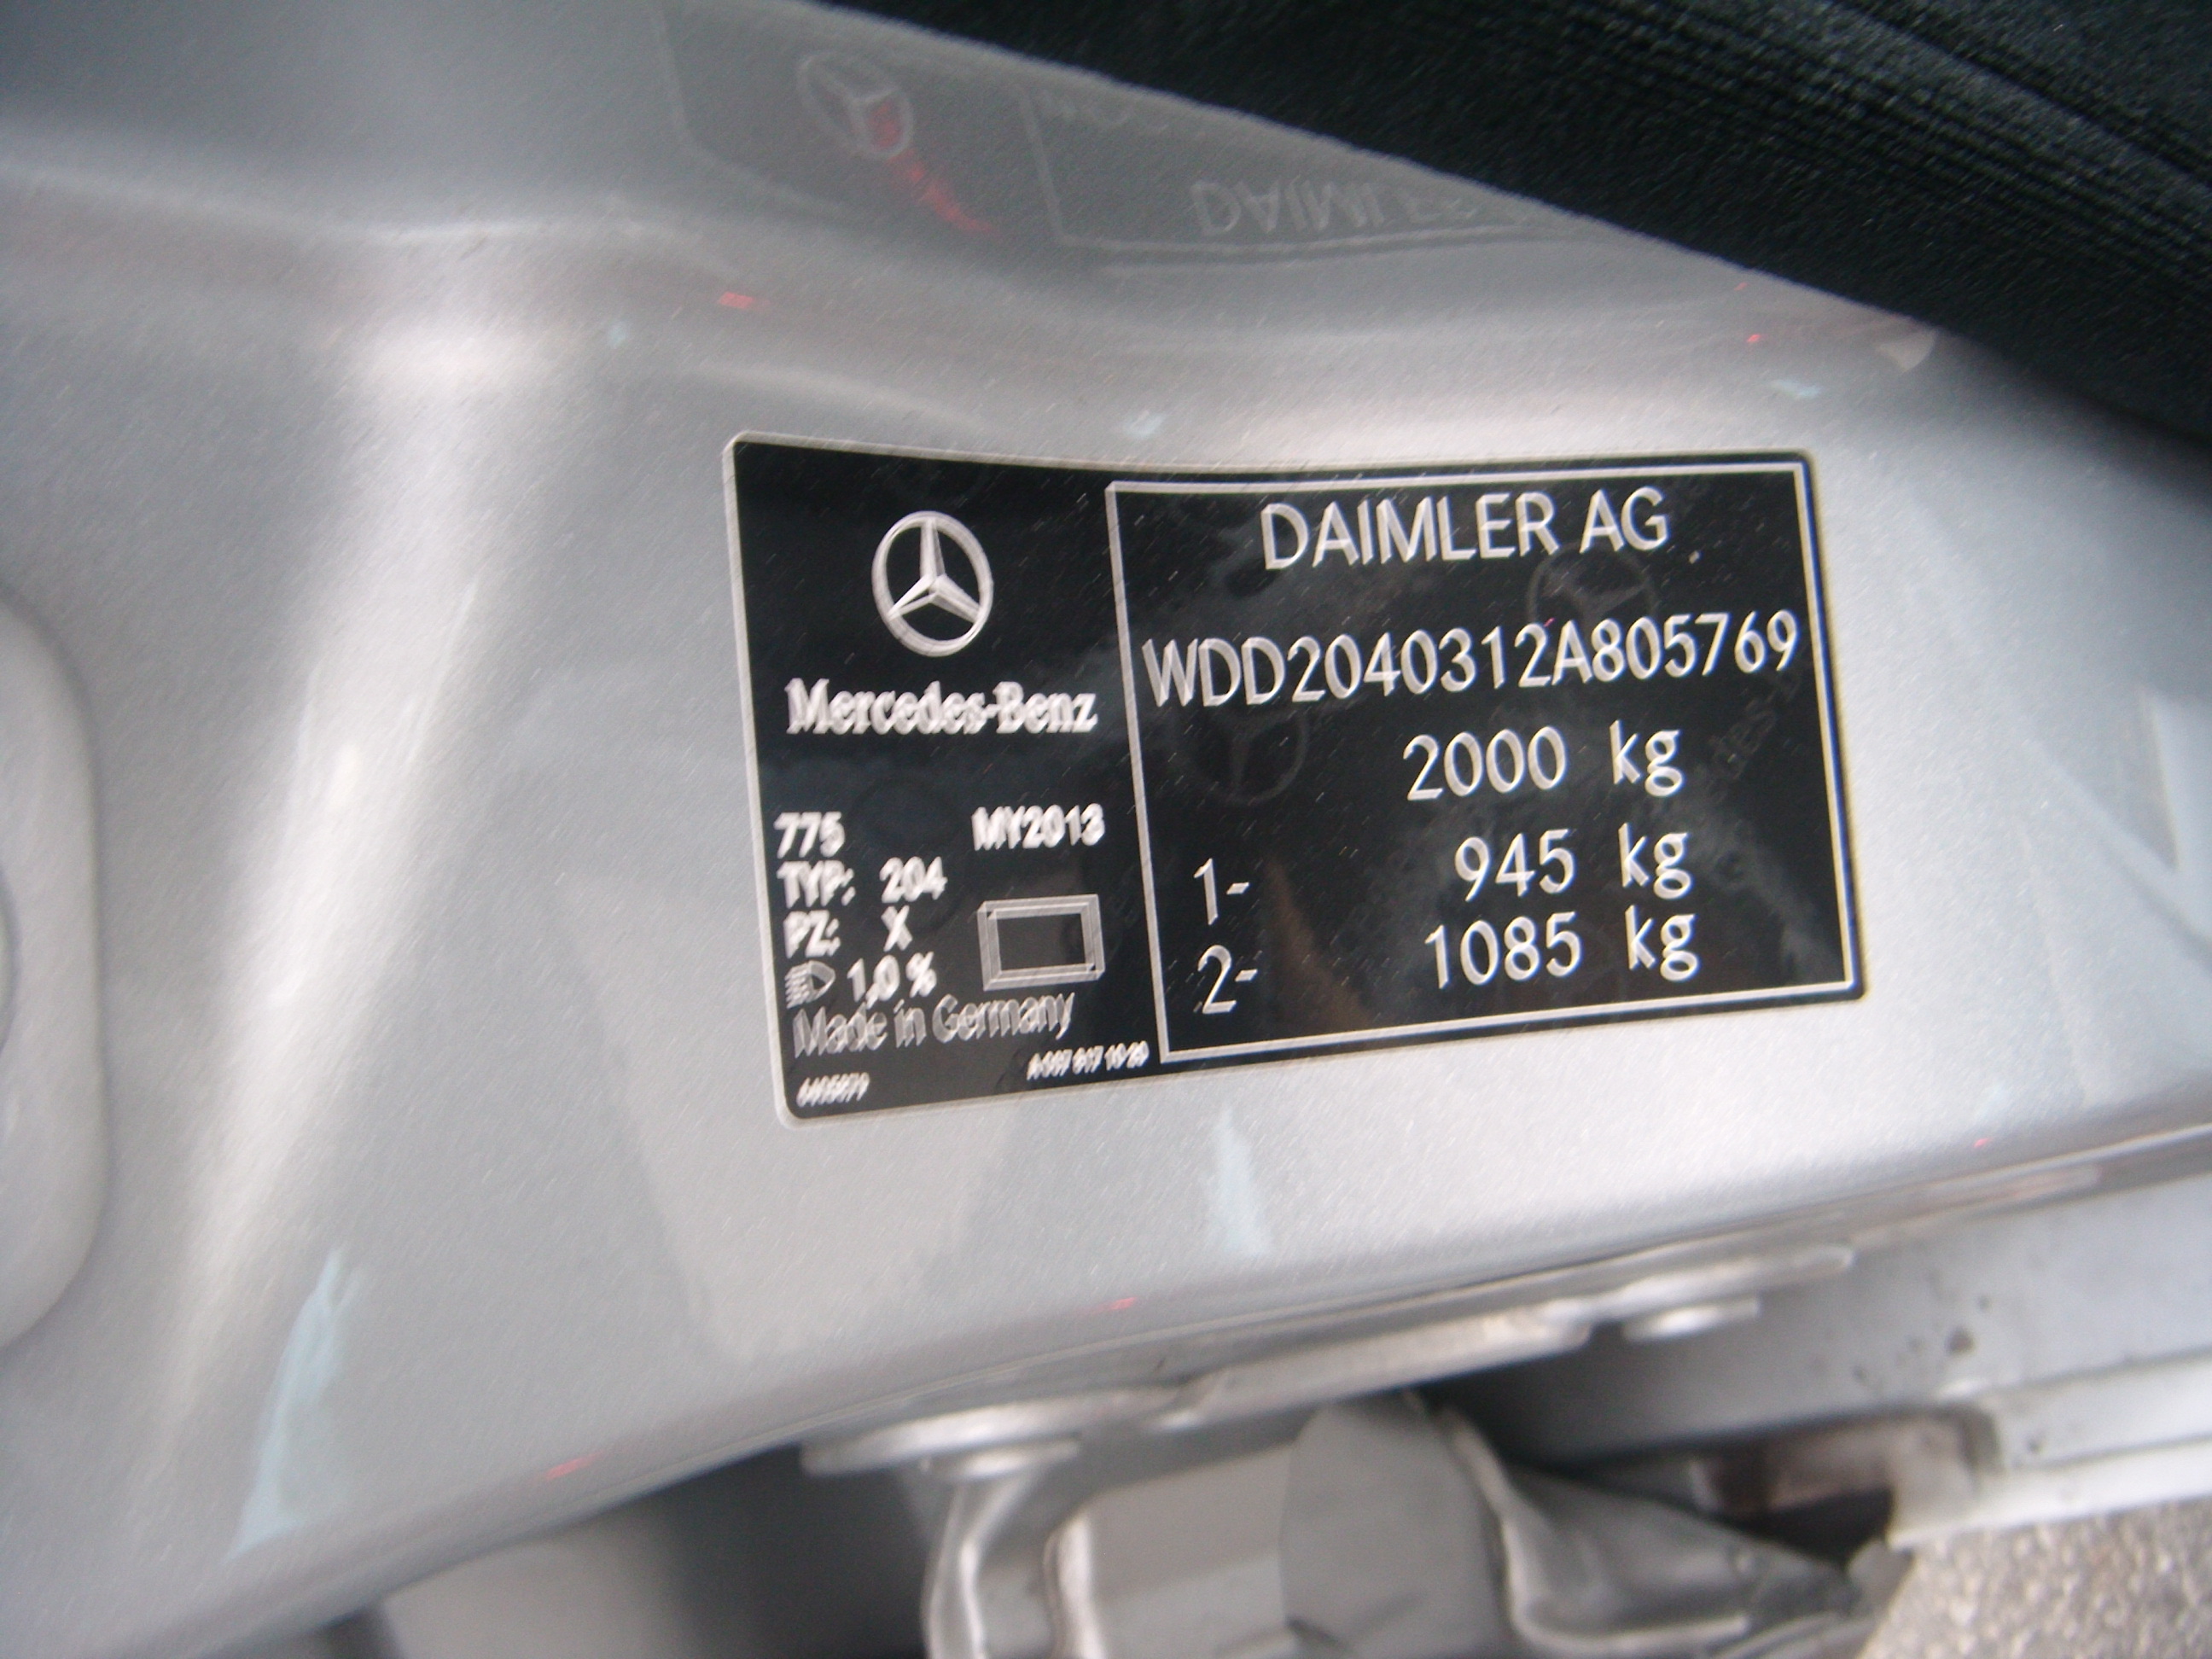 Mercedes-Benz
775 MY2013
TYP: 204
PZ: X
1,0 %
Made in Germany
DAIMLER AG
WDD2040312A805769
2000 kg
1- 945 kg
2- 1085 kg